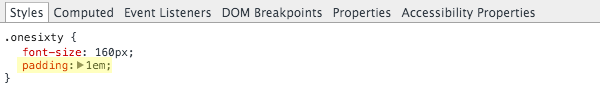 Styles Computed Event Listeners DOM Breakpoints Properties Accessibility Properties
.onesixty {
font-size: 160px;
padding:▶1em;
}